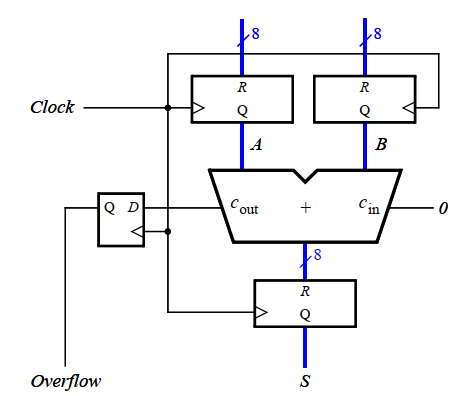 8 8
R R
Clock Q Q
A B
Q D c out + c in 0
8
R
Q
Overflow S